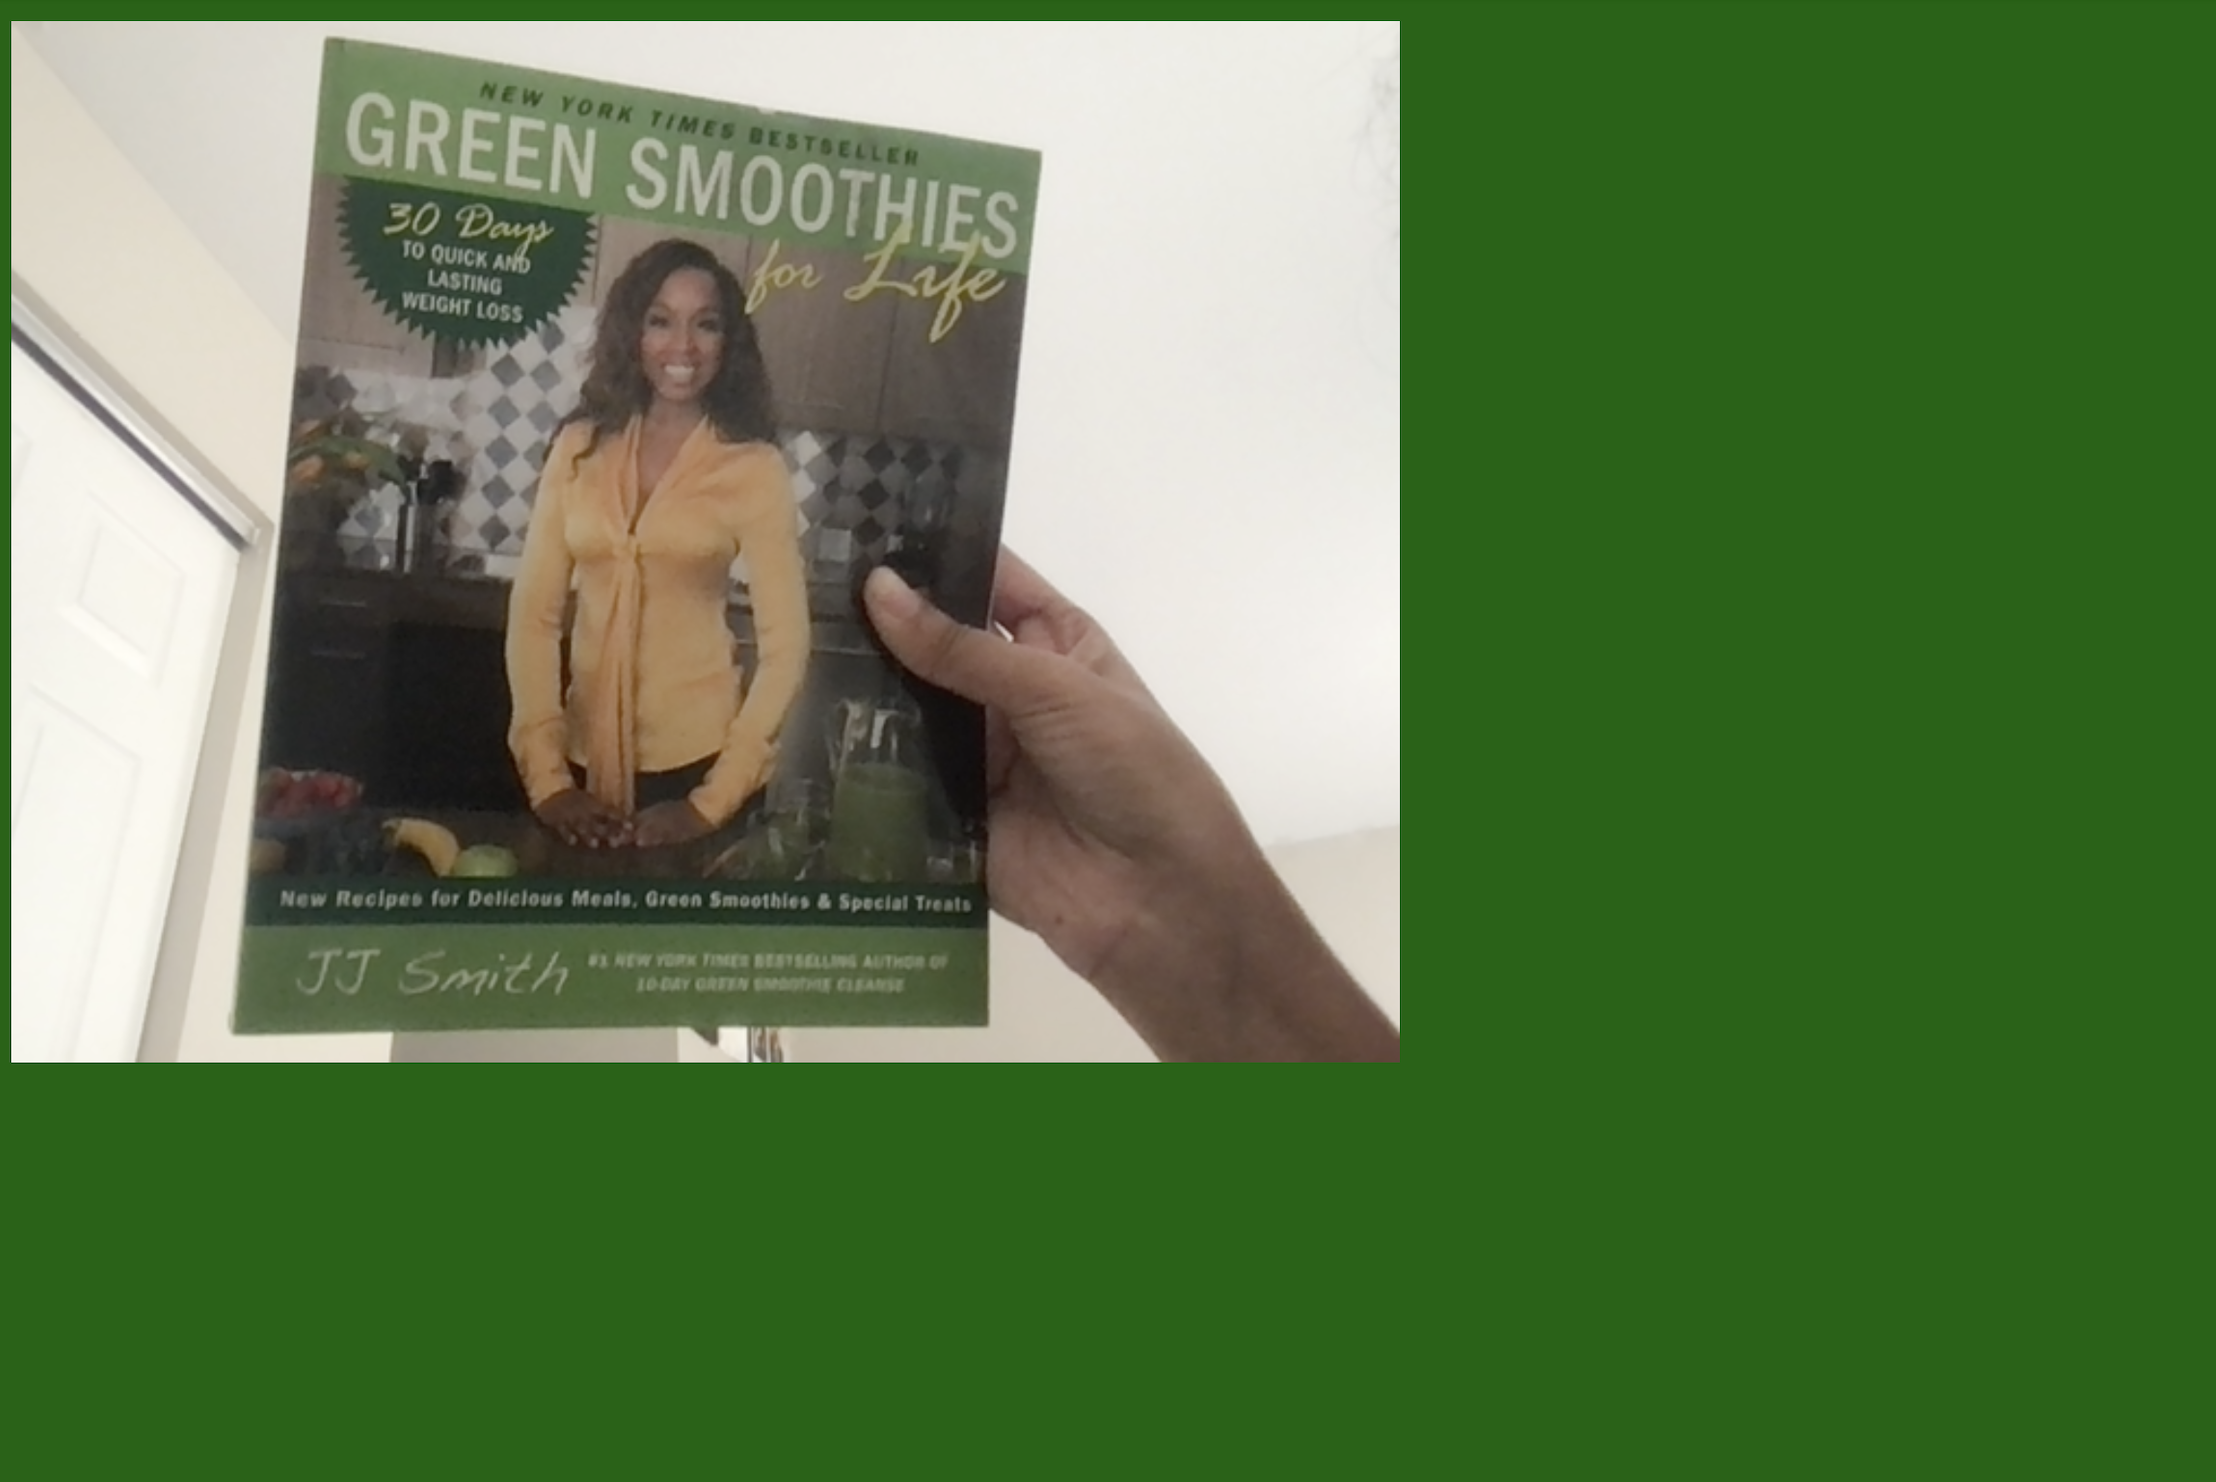 NEW YORK TIMES BESTSELLER
GREEN SMOOTHIES
for Life
30 Days
TO QUICK AND
LASTING
WEIGHT LOSS
New Recipes for Delicious Meals, Green Smoothies & Special Treats
JJ Smith
#1 NEW YORK TIMES BESTSELLING AUTHOR OF
10-DAY GREEN SMOOTHIE CLEANSE